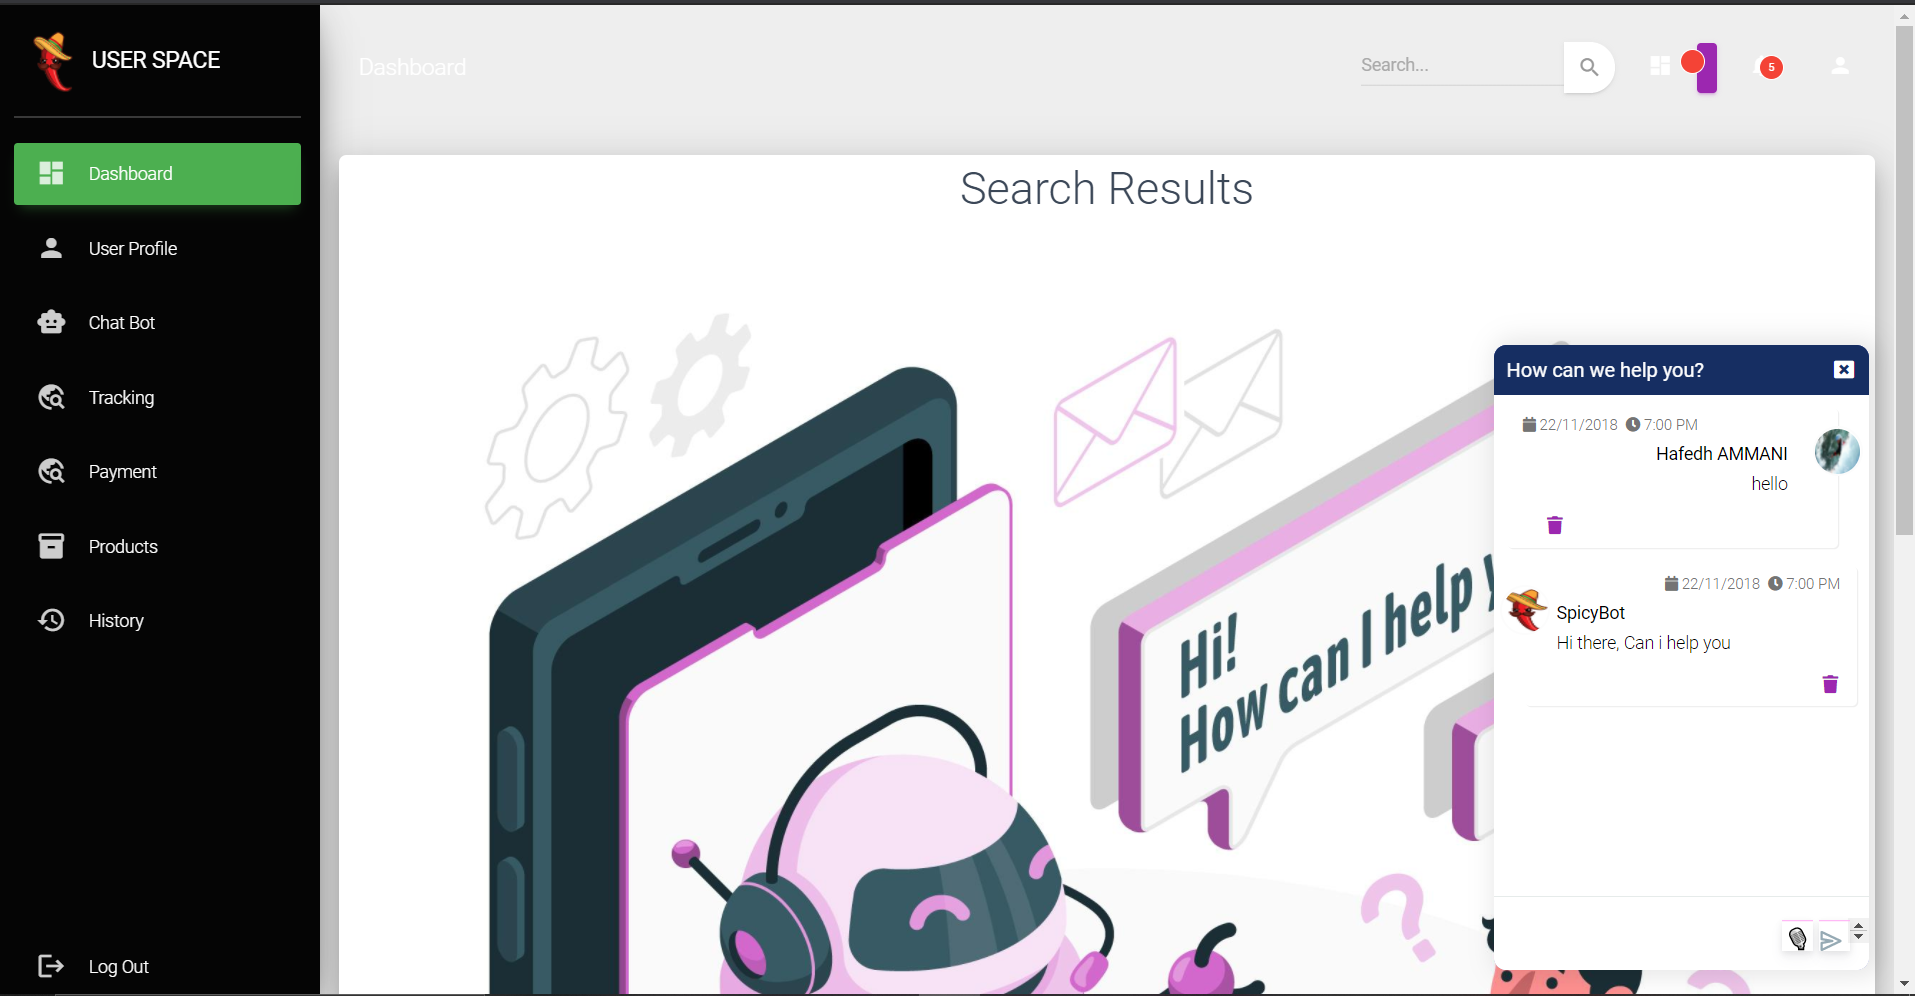 USER SPACE
Dashboard
User Profile
Chat Bot
Tracking
Payment
Products
History
Log Out
Dashboard
Search...
5
Search Results
Hi!
How can I help y
How can we help you?
22/11/2018 7:00 PM
Hafedh AMMANI
hello
22/11/2018 7:00 PM
SpicyBot
Hi there, Can i help you